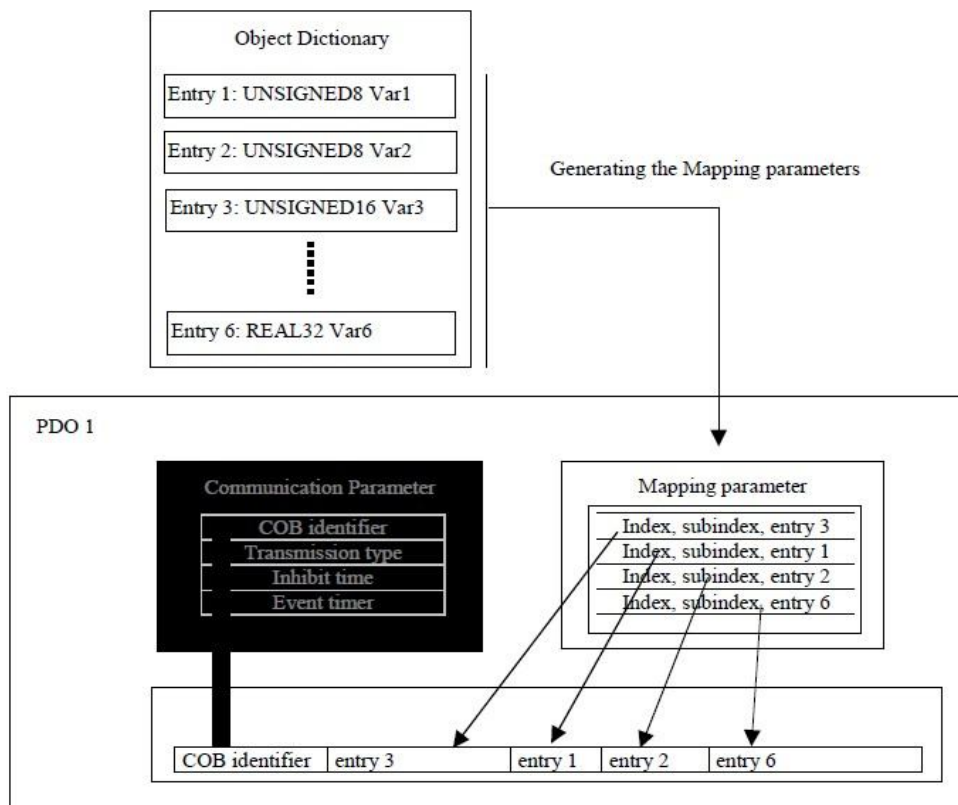 Object Dictionary
Entry 1: UNSIGNED8 Var1
Entry 2: UNSIGNED8 Var2
Entry 3: UNSIGNED16 Var3
Entry 6: REAL32 Var6
Generating the Mapping parameters
PDO 1
Communication Parameter
COB identifier
Transmission type
Inhibit time
Event timer
Mapping parameter
Index, subindex, entry 3
Index, subindex, entry 1
Index, subindex, entry 2
Index, subindex, entry 6
COB identifier entry 3 entry 1 entry 2 entry 6